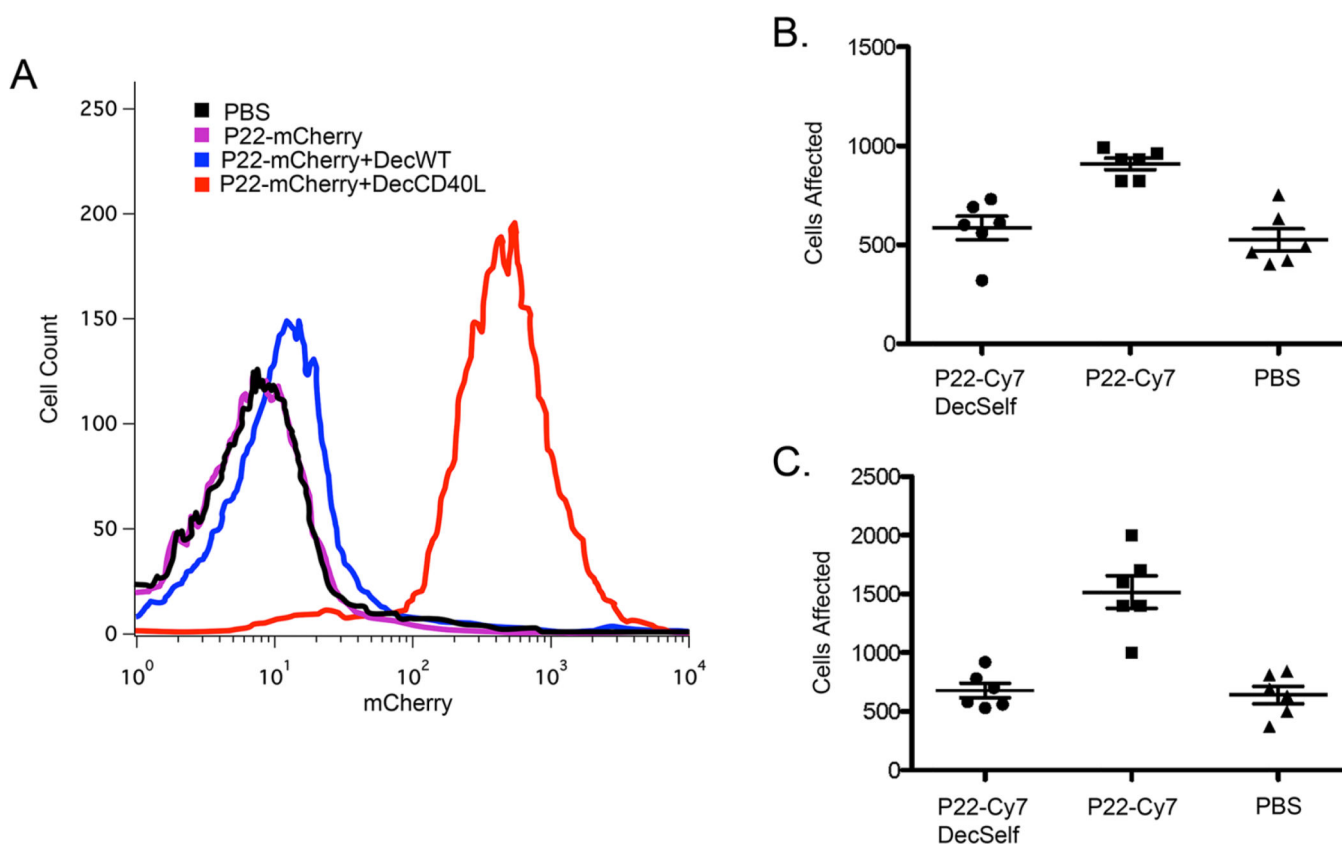 A
PBS
P22-mCherry
P22-mCherry+DecWT
P22-mCherry+DecCD40L
250
200
150
100
50
0
Cell Count
10^0
10^1
10^2
10^3
10^4
mCherry
B.
1500
1000
500
0
Cells Affected
P22-Cy7
DecSelf
P22-Cy7
PBS
C.
2500
2000
1500
1000
500
0
Cells Affected
P22-Cy7
DecSelf
P22-Cy7
PBS